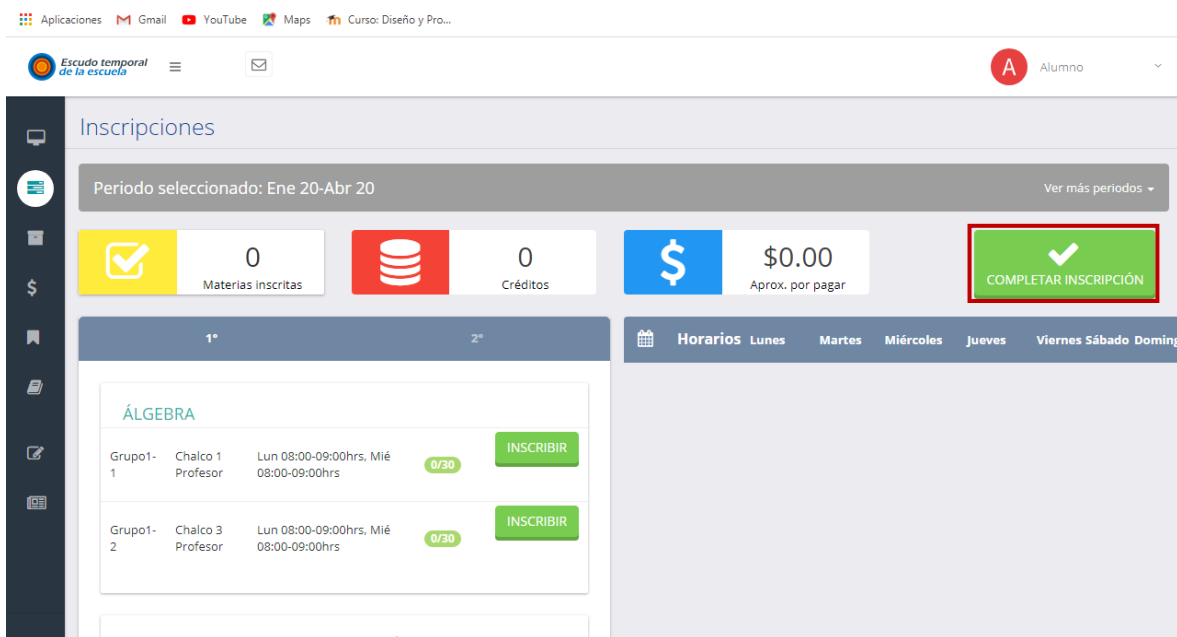 Aplicaciones Gmail YouTube Maps Curso: Diseño y Pro...
Escudo temporal
de la escuela
A Alumno
Inscripciones
Periodo seleccionado: Ene 20-Abr 20 Ver más periodos
0
Materias inscritas
0
Créditos
$
$0.00
Aprox. por pagar
COMPLETAR INSCRIPCIÓN
$
1° 2°
Horarios Lunes Martes Miércoles Jueves Viernes Sábado Doming
ÁLGEBRA
Grupo1-
1
Chalco 1
Profesor
Lun 08:00-09:00hrs, Mié
08:00-09:00hrs
0/30
INSCRIBIR
Grupo1-
2
Chalco 3
Profesor
Lun 08:00-09:00hrs, Mié
08:00-09:00hrs
0/30
INSCRIBIR